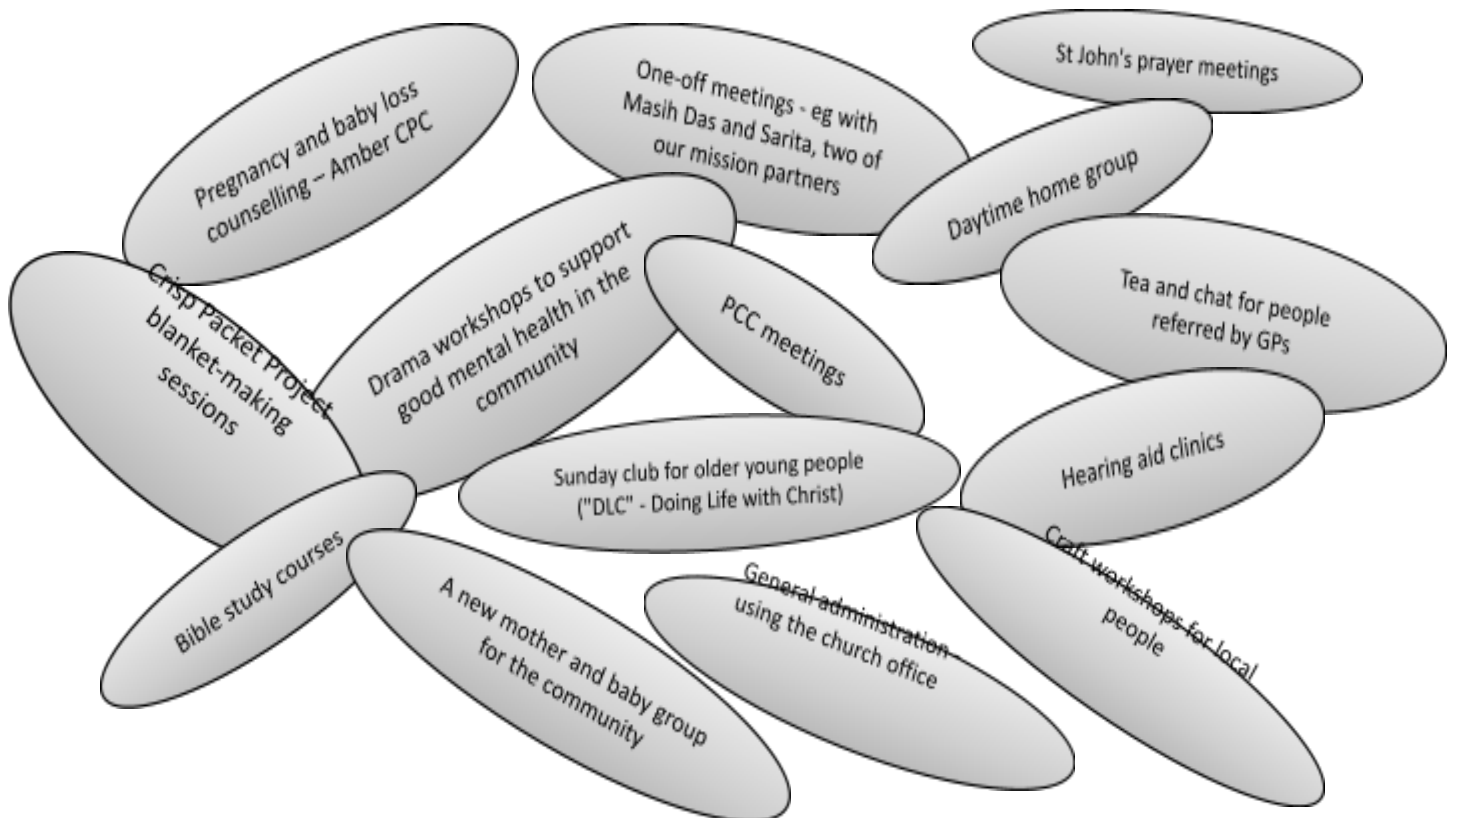 Pregnancy and baby loss
counselling – Amber CPC
One-off meetings - eg with
Masih Das and Sarita, two of
our mission partners
St John's prayer meetings
Daytime home group
Crisp Packet Project
blanket-making
sessions
Drama workshops to support
good mental health in the
community
PCC meetings
Tea and chat for people
referred by GPs
Sunday club for older young people
("DLC" - Doing Life with Christ)
Hearing aid clinics
Bible study courses
A new mother and baby group
for the community
General administration -
using the church office
Craft workshops for local
people